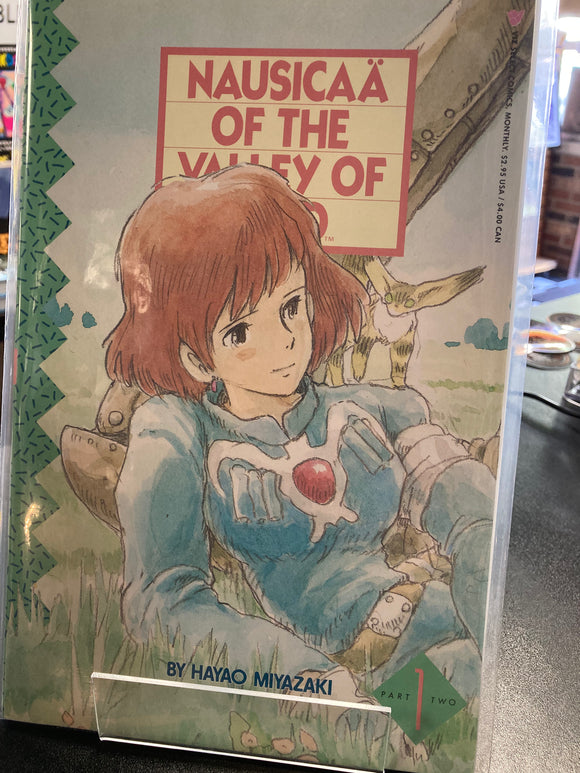 NAUSICAÄ
OF THE
VALLEY OF
TM
VIZ SELECT COMICS. MONTHLY. $2.95 USA / $4.00 CAN
BY HAYAO MIYAZAKI
PART 1 TWO